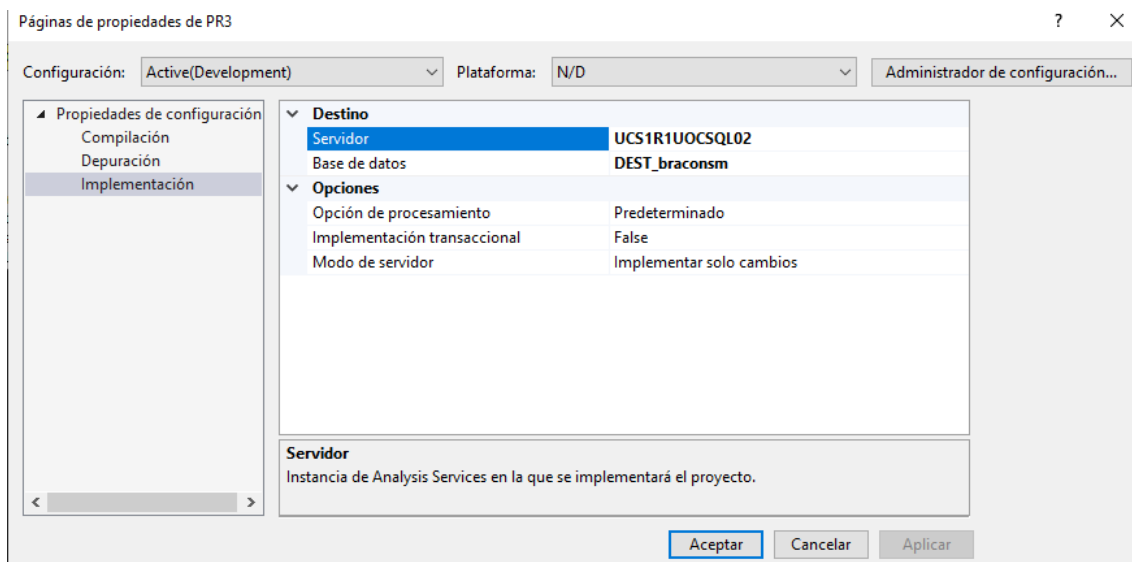 Páginas de propiedades de PR3 ?
Configuración: Active(Development) Plataforma: N/D Administrador de configuración...
Propiedades de configuración
Compilación
Depuración
Implementación
Destino
Servidor UCS1R1UOCSQL02
Base de datos DEST_braconsm
Opciones
Opción de procesamiento Predeterminado
Implementación transaccional False
Modo de servidor Implementar solo cambios
Servidor
Instancia de Analysis Services en la que se implementará el proyecto.
Aceptar Cancelar Aplicar